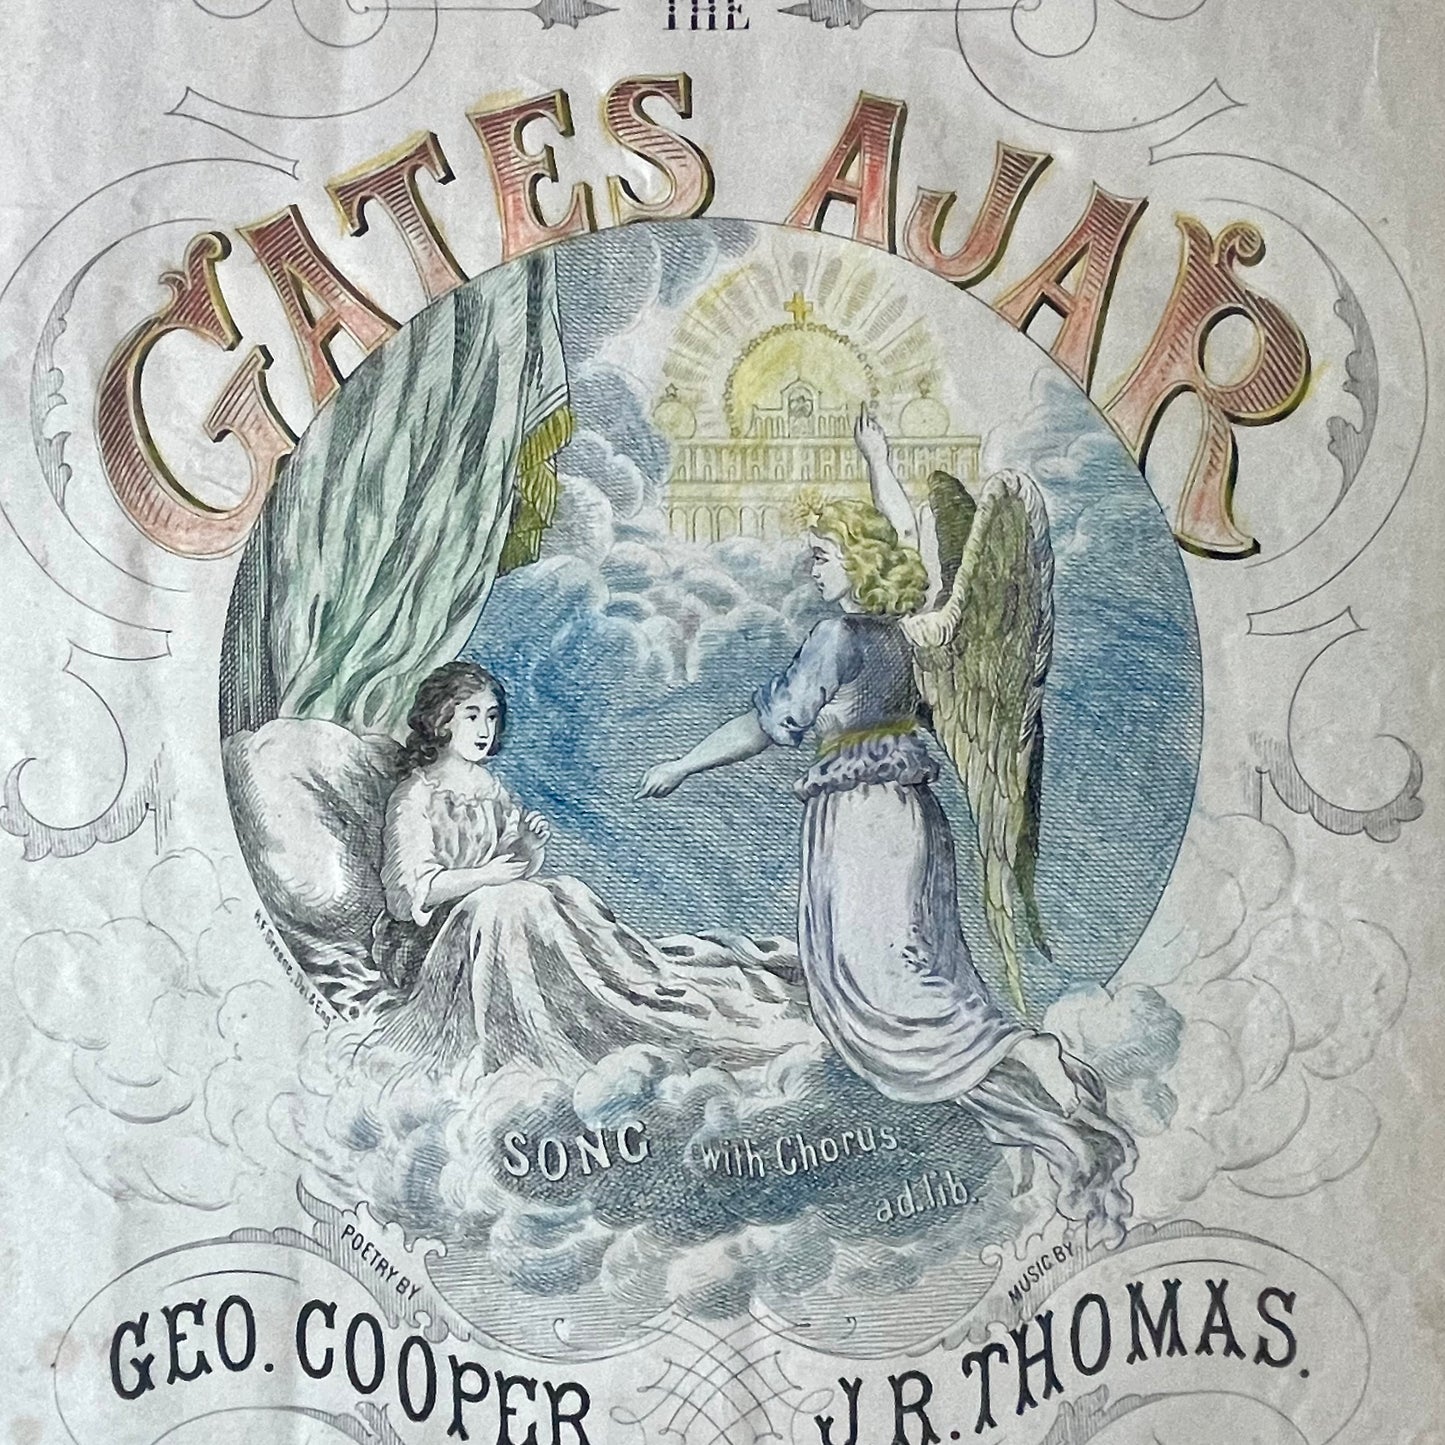 THE
GATES AJAR
SONG with Chorus
ad. lib.
POETRY BY
GEO. COOPER
MUSIC BY
J. R. THOMAS.